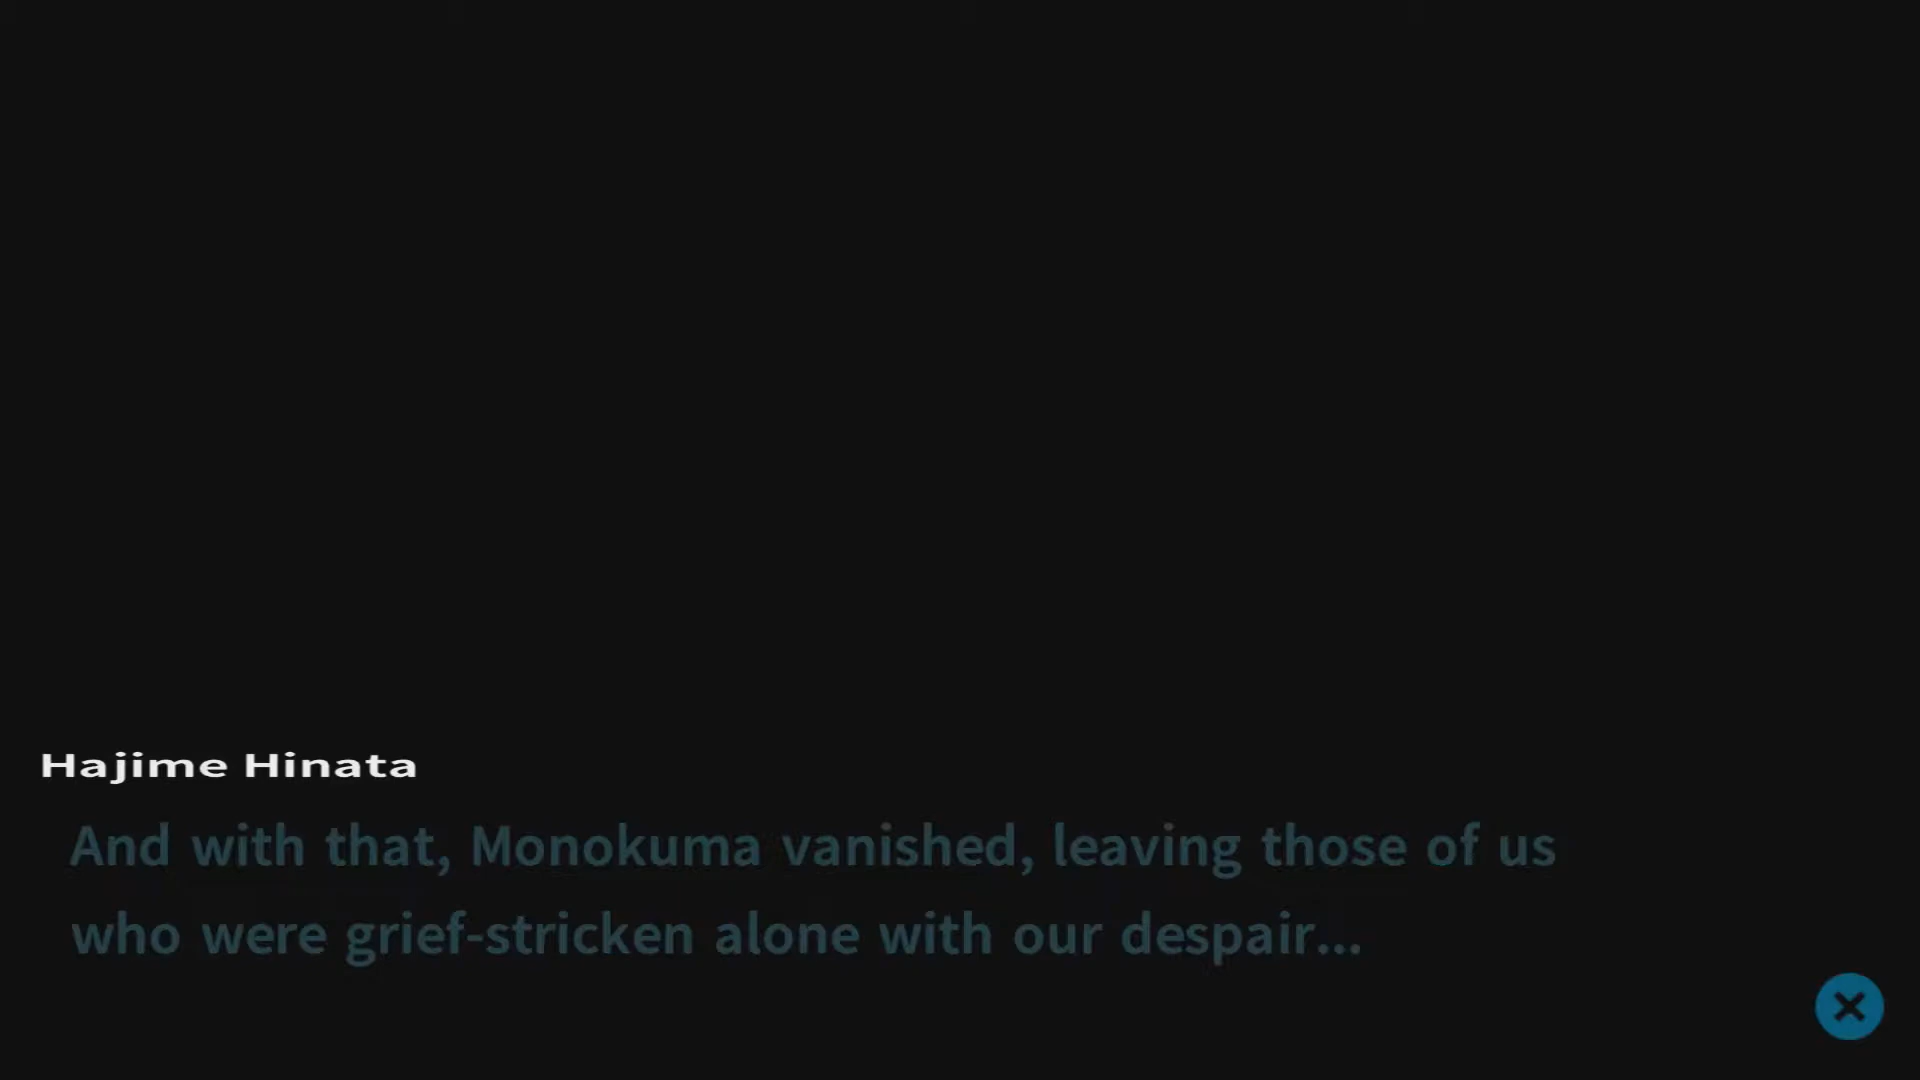 Hajime Hinata
And with that, Monokuma vanished, leaving those of us
who were grief-stricken alone with our despair...